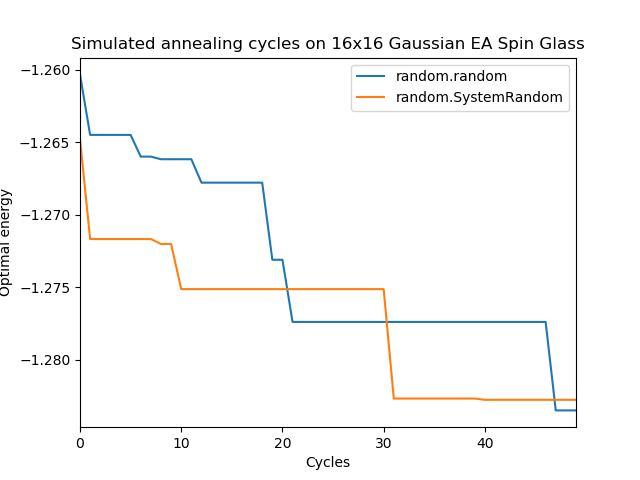 Simulated annealing cycles on 16x16 Gaussian EA Spin Glass
random.random
random.SystemRandom
Optimal energy
−1.260
−1.265
−1.270
−1.275
−1.280
0
10
20
30
40
Cycles